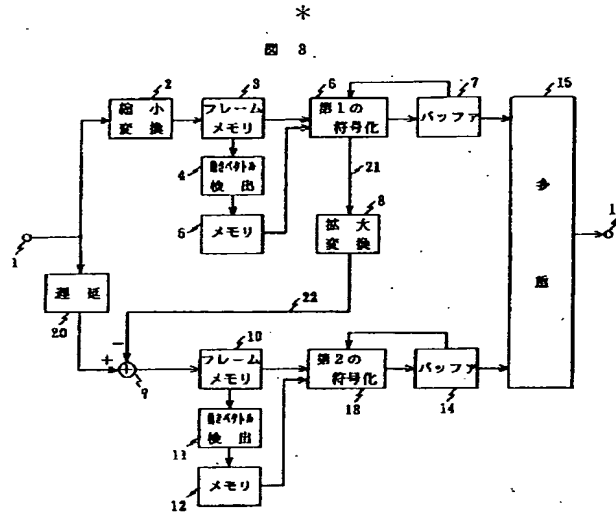 *
図 3
2
3
6
7
15
縮小
変換
フレーム
メモリ
第1の
符号化
バッファ
多
重
4
動きベクトル
検出
21
5
メモリ
8
拡大
変換
1
1
遅延
20
22
+
−
9
10
フレーム
メモリ
第2の
符号化
バッファ
18
14
11
動きベクトル
検出
12
メモリ